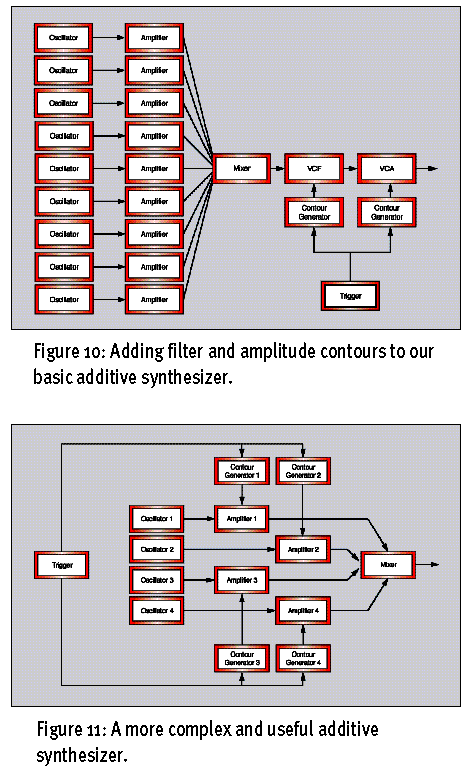 Oscillator Amplifier
Oscillator Amplifier
Oscillator Amplifier
Oscillator Amplifier
Oscillator Amplifier Mixer VCF VCA
Oscillator Amplifier
Contour Generator Contour Generator
Oscillator Amplifier
Oscillator Amplifier
Oscillator Amplifier
Trigger
Figure 10: Adding filter and amplitude contours to our
basic additive synthesizer.
Contour Generator 1 Contour Generator 2
Oscillator 1 Amplifier 1
Oscillator 2 Amplifier 2
Trigger Mixer
Oscillator 3 Amplifier 3
Oscillator 4 Amplifier 4
Contour Generator 3 Contour Generator 4
Figure 11: A more complex and useful additive
synthesizer.